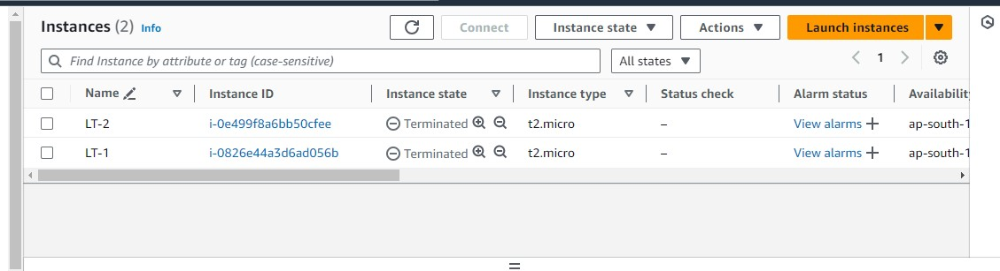 Instances (2) Info Connect Instance state Actions Launch instances
Find Instance by attribute or tag (case-sensitive) All states 1
Name Instance ID Instance state Instance type Status check Alarm status Availability
LT-2 i-0e499f8a6bb50cfee Terminated t2.micro – View alarms + ap-south-1
LT-1 i-0826e44a3d6ad056b Terminated t2.micro – View alarms + ap-south-1